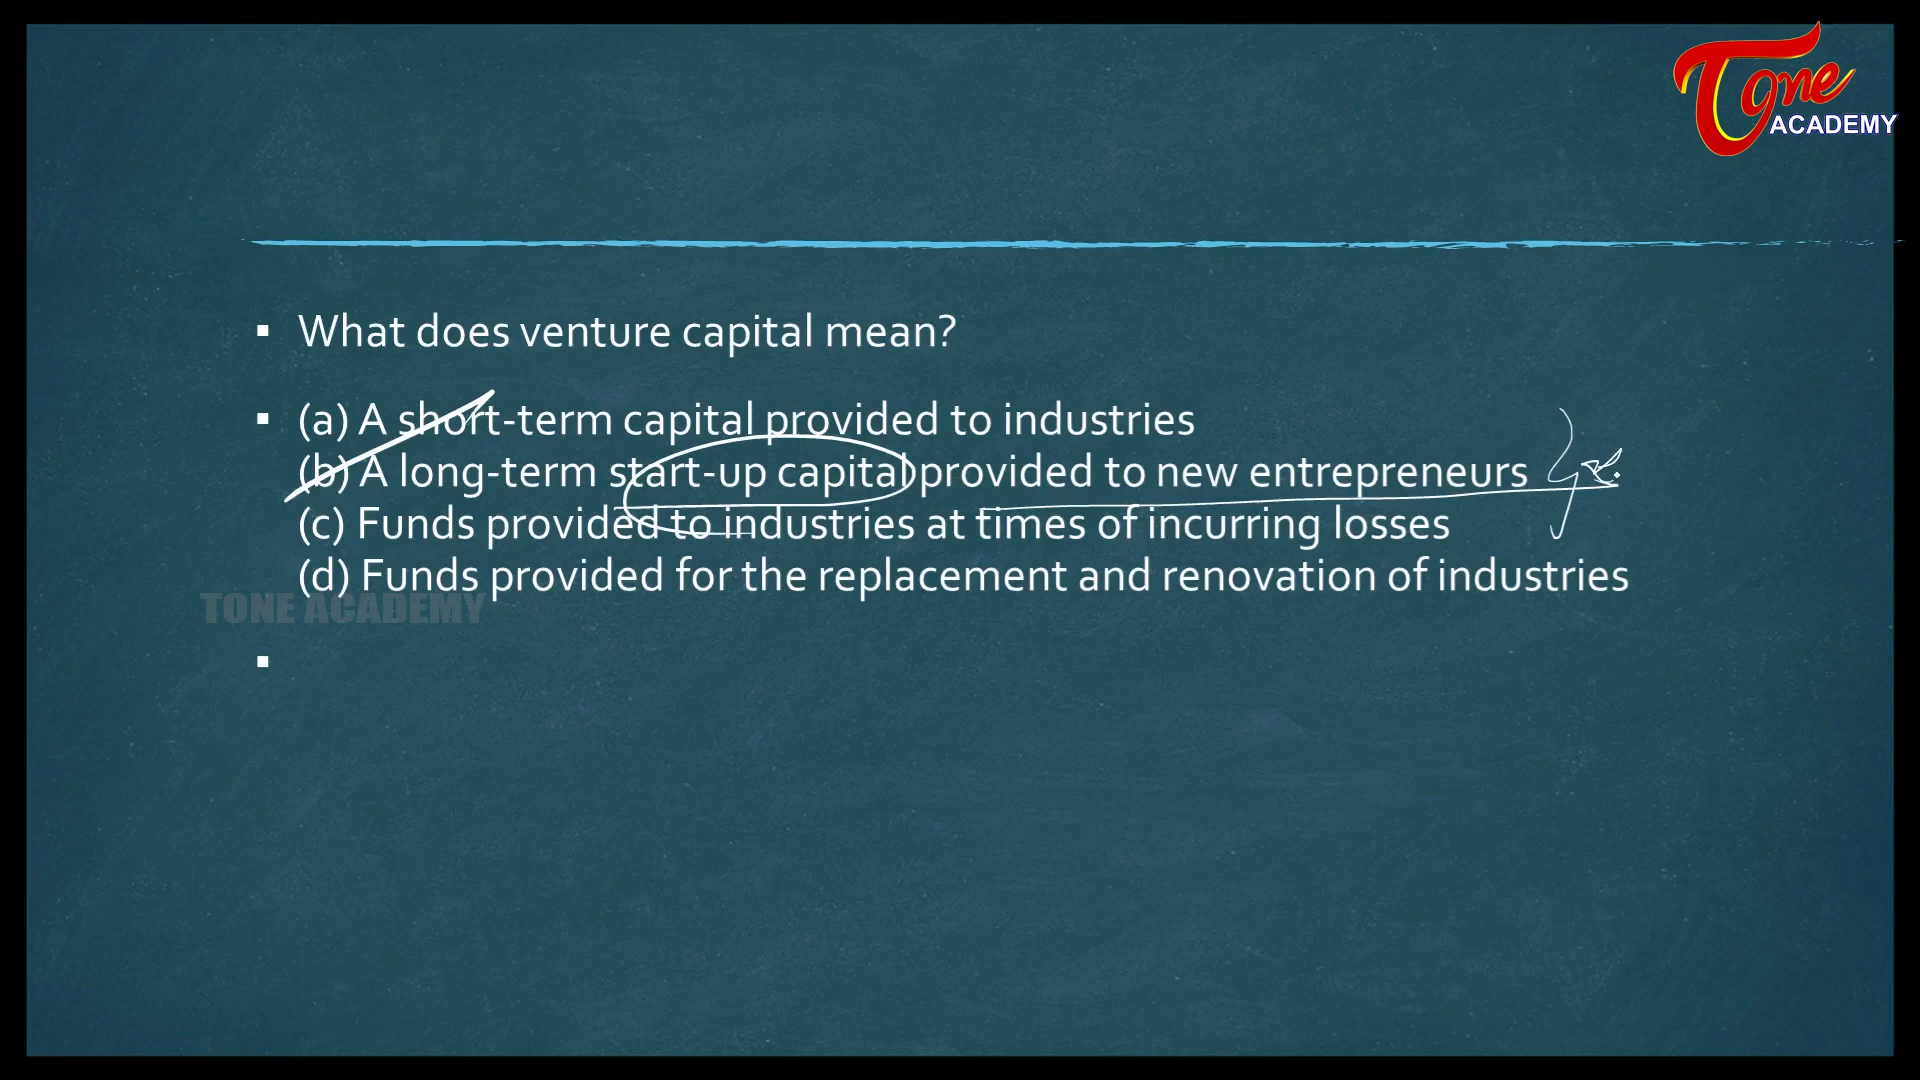 Tone
ACADEMY
▪ What does venture capital mean?
▪ (a) A short-term capital provided to industries
(b) A long-term start-up capital provided to new entrepreneurs
(c) Funds provided to industries at times of incurring losses
(d) Funds provided for the replacement and renovation of industries
TONE ACADEMY
▪